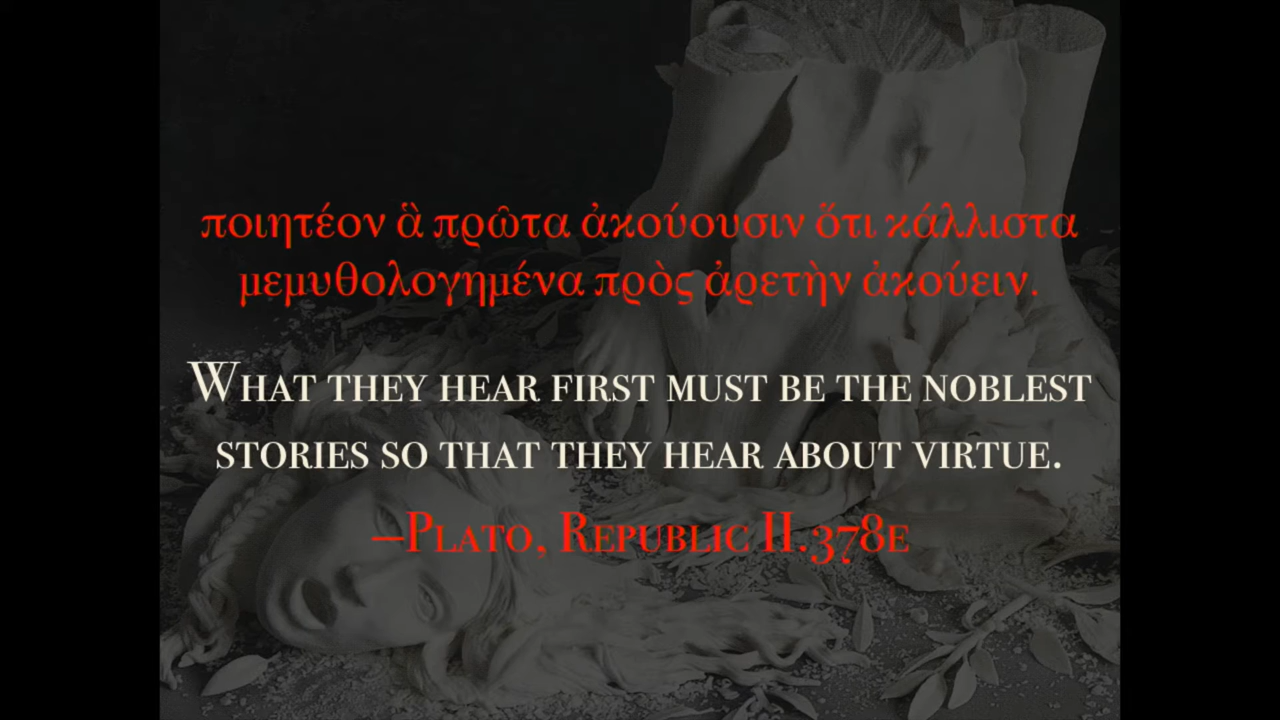 ποιητέον ἃ πρῶτα ἀκούουσιν ὅτι κάλλιστα
μεμυθολογημένα πρὸς ἀρετὴν ἀκούειν.
What they hear first must be the noblest
stories so that they hear about virtue.
—Plato, Republic II.378e